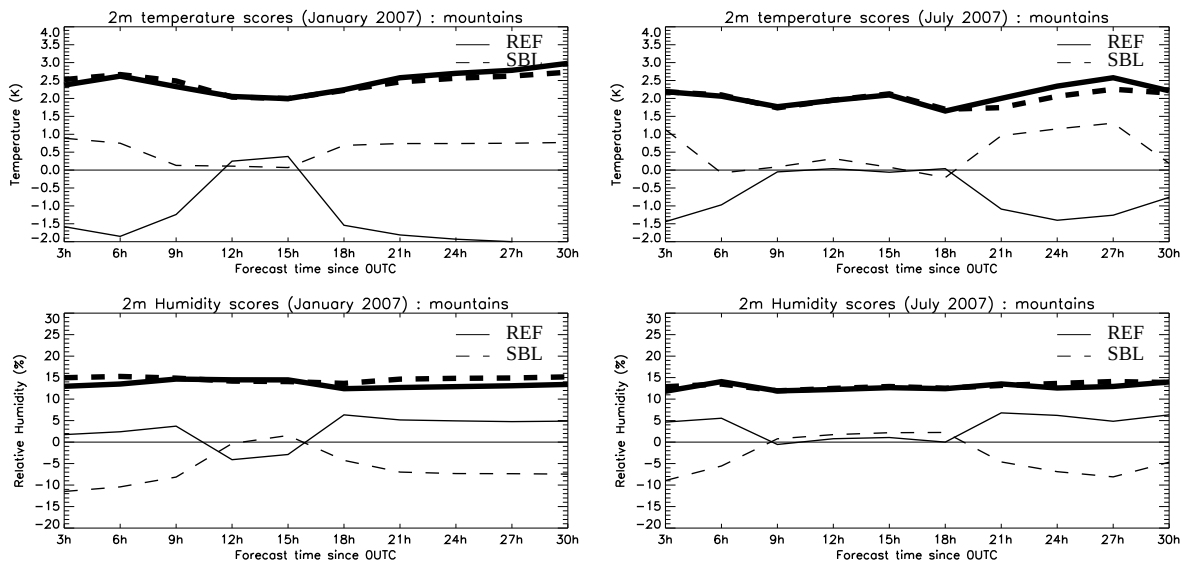 2m temperature scores (January 2007) : mountains
Temperature (K)
4.0
3.5
3.0
2.5
2.0
1.5
1.0
0.5
0.0
−0.5
−1.0
−1.5
−2.0
REF
SBL
3h 6h 9h 12h 15h 18h 21h 24h 27h 30h
Forecast time since 0UTC
2m temperature scores (July 2007) : mountains
Temperature (K)
4.0
3.5
3.0
2.5
2.0
1.5
1.0
0.5
0.0
−0.5
−1.0
−1.5
−2.0
REF
SBL
3h 6h 9h 12h 15h 18h 21h 24h 27h 30h
Forecast time since 0UTC
2m Humidity scores (January 2007) : mountains
Relative Humidity (%)
30
25
20
15
10
5
0
−5
−10
−15
−20
REF
SBL
3h 6h 9h 12h 15h 18h 21h 24h 27h 30h
Forecast time since 0UTC
2m Humidity scores (July 2007) : mountains
Relative Humidity (%)
30
25
20
15
10
5
0
−5
−10
−15
−20
REF
SBL
3h 6h 9h 12h 15h 18h 21h 24h 27h 30h
Forecast time since 0UTC